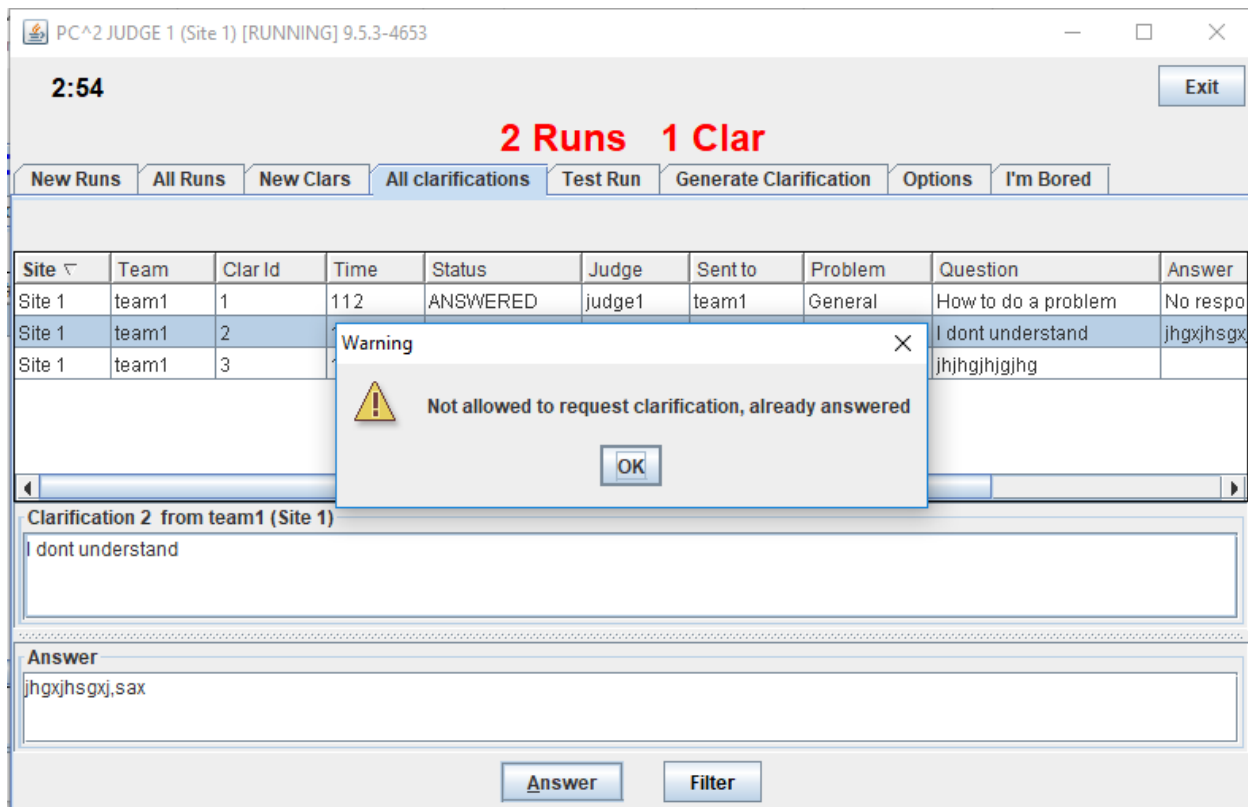 PC^2 JUDGE 1 (Site 1) [RUNNING] 9.5.3-4653
2:54
Exit
2 Runs 1 Clar
New Runs All Runs New Clars All clarifications Test Run Generate Clarification Options I'm Bored
Site Team Clar Id Time Status Judge Sent to Problem Question Answer
Site 1 team1 1 112 ANSWERED judge1 team1 General How to do a problem No respo
Site 1 team1 2 I dont understand jhgxjhsgxj
Site 1 team1 3 jhjhgjhjgjhg
Warning
Not allowed to request clarification, already answered
OK
Clarification 2 from team1 (Site 1)
I dont understand
Answer
jhgxjhsgxj,sax
Answer Filter